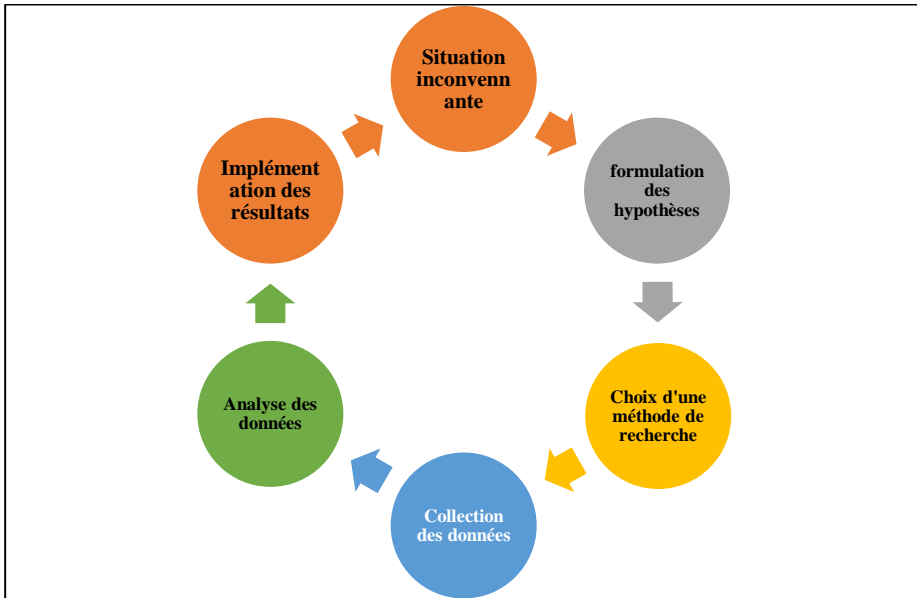 Situation
inconvenn
ante
formulation
des
hypothèses
Choix d'une
méthode de
recherche
Collection
des données
Analyse des
données
Implément
ation des
résultats